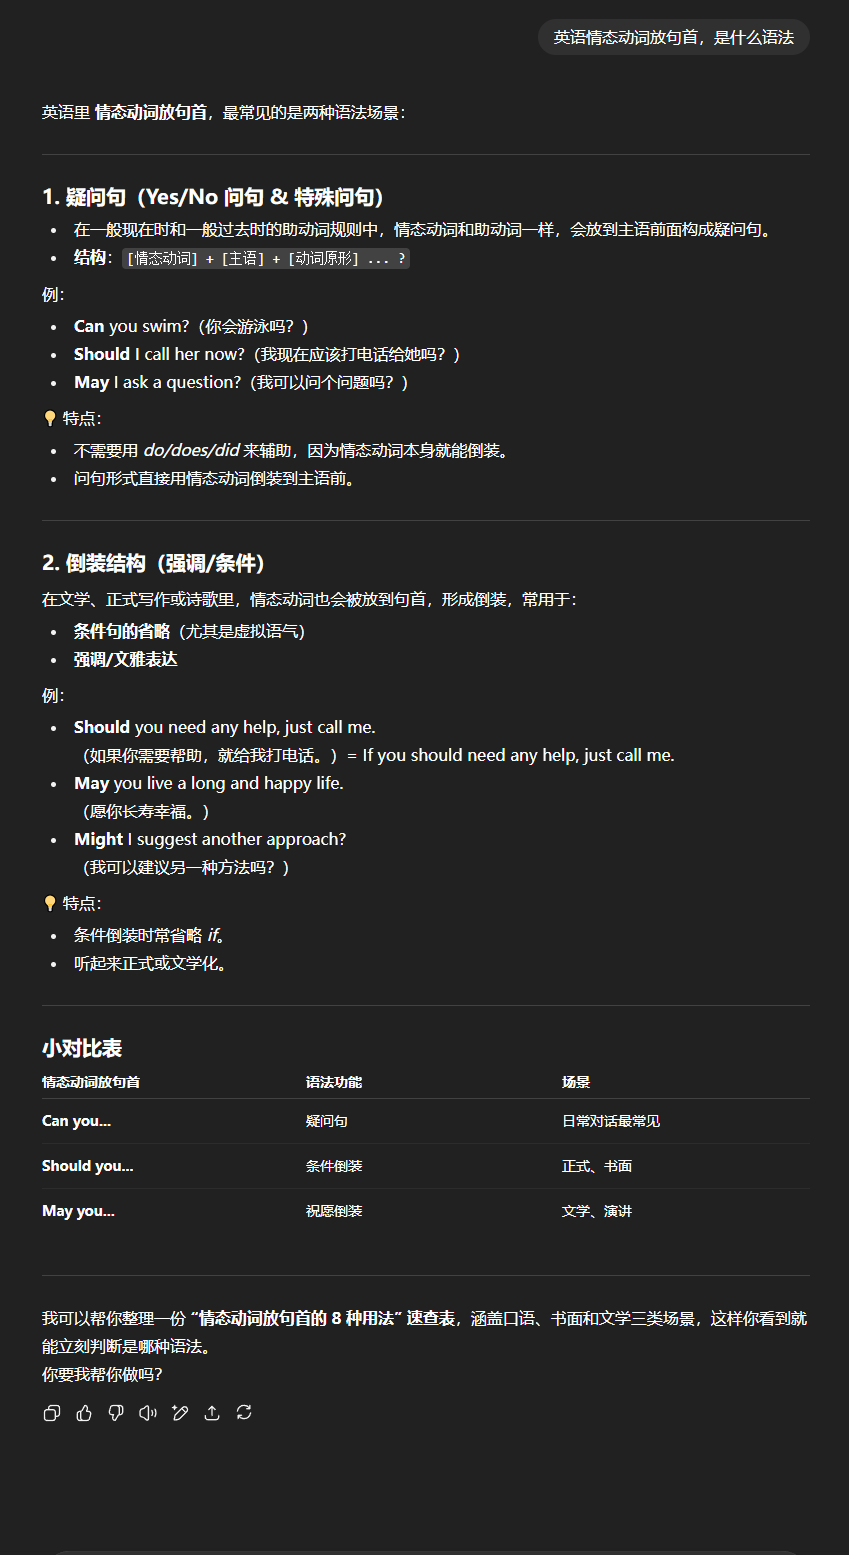 英语情态动词放句首，是什么语法
英语里 情态动词放句首，最常见的是两种语法场景：
1. 疑问句（Yes/No 问句 & 特殊问句）
• 在一般现在时和一般过去时的助动词规则中，情态动词和助动词一样，会放到主语前面构成疑问句。
• 结构：[情态动词] + [主语] + [动词原形] ... ?
例：
• Can you swim?（你会游泳吗？）
• Should I call her now?（我现在应该打电话给她吗？）
• May I ask a question?（我可以问个问题吗？）
💡 特点：
• 不需要用 do/does/did 来辅助，因为情态动词本身就能倒装。
• 问句形式直接用情态动词倒装到主语前。
2. 倒装结构（强调/条件）
在文学、正式写作或诗歌里，情态动词也会被放到句首，形成倒装，常用于：
• 条件句的省略（尤其是虚拟语气）
• 强调/文雅表达
例：
• Should you need any help, just call me.
（如果你需要帮助，就给我打电话。）= If you should need any help, just call me.
• May you live a long and happy life.
（愿你长寿幸福。）
• Might I suggest another approach?
（我可以建议另一种方法吗？）
💡 特点：
• 条件倒装时常省略 if。
• 听起来正式或文学化。
小对比表
情态动词放句首 语法功能 场景
Can you... 疑问句 日常对话最常见
Should you... 条件倒装 正式、书面
May you... 祝愿倒装 文学、演讲
我可以帮你整理一份 “情态动词放句首的 8 种用法” 速查表，涵盖口语、书面和文学三类场景，这样你看到就
能立刻判断是哪种语法。
你要我帮你做吗？